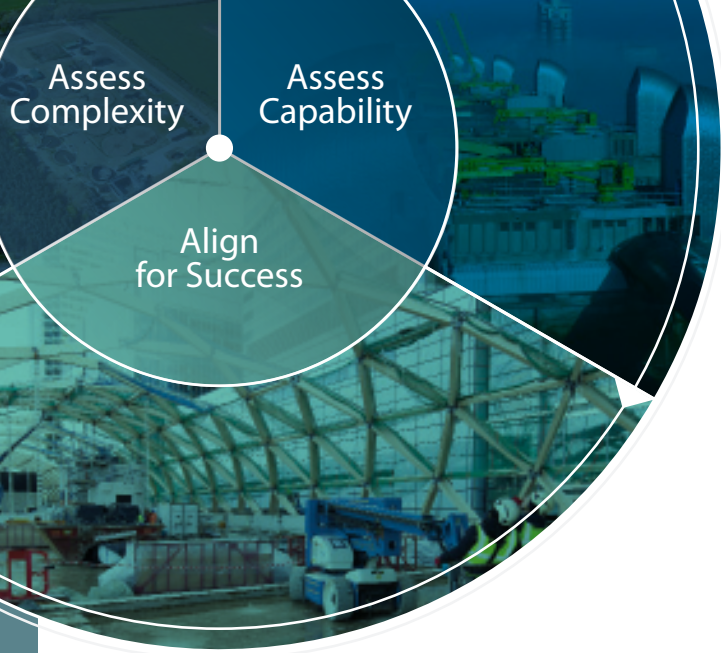 Assess
Complexity
Assess
Capability
Align
for Success